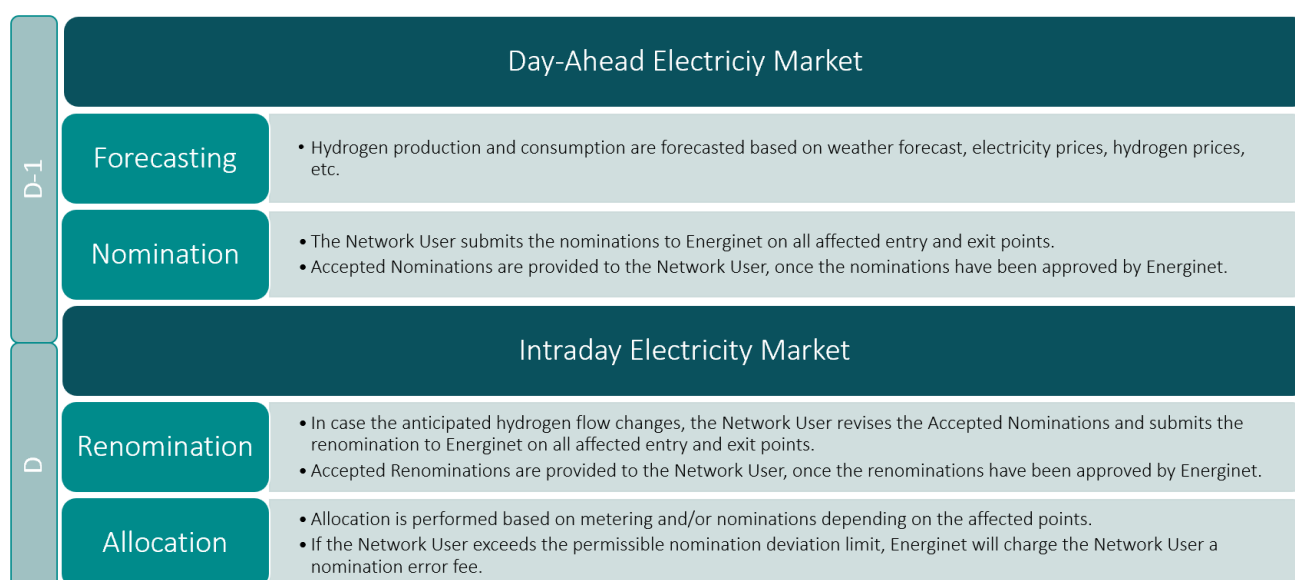 D-1
Day-Ahead Electriciy Market
Forecasting
• Hydrogen production and consumption are forecasted based on weather forecast, electricity prices, hydrogen prices,
etc.
Nomination
• The Network User submits the nominations to Energinet on all affected entry and exit points.
• Accepted Nominations are provided to the Network User, once the nominations have been approved by Energinet.
D
Intraday Electricity Market
Renomination
• In case the anticipated hydrogen flow changes, the Network User revises the Accepted Nominations and submits the
renomination to Energinet on all affected entry and exit points.
• Accepted Renominations are provided to the Network User, once the renominations have been approved by Energinet.
Allocation
• Allocation is performed based on metering and/or nominations depending on the affected points.
• If the Network User exceeds the permissible nomination deviation limit, Energinet will charge the Network User a
nomination error fee.